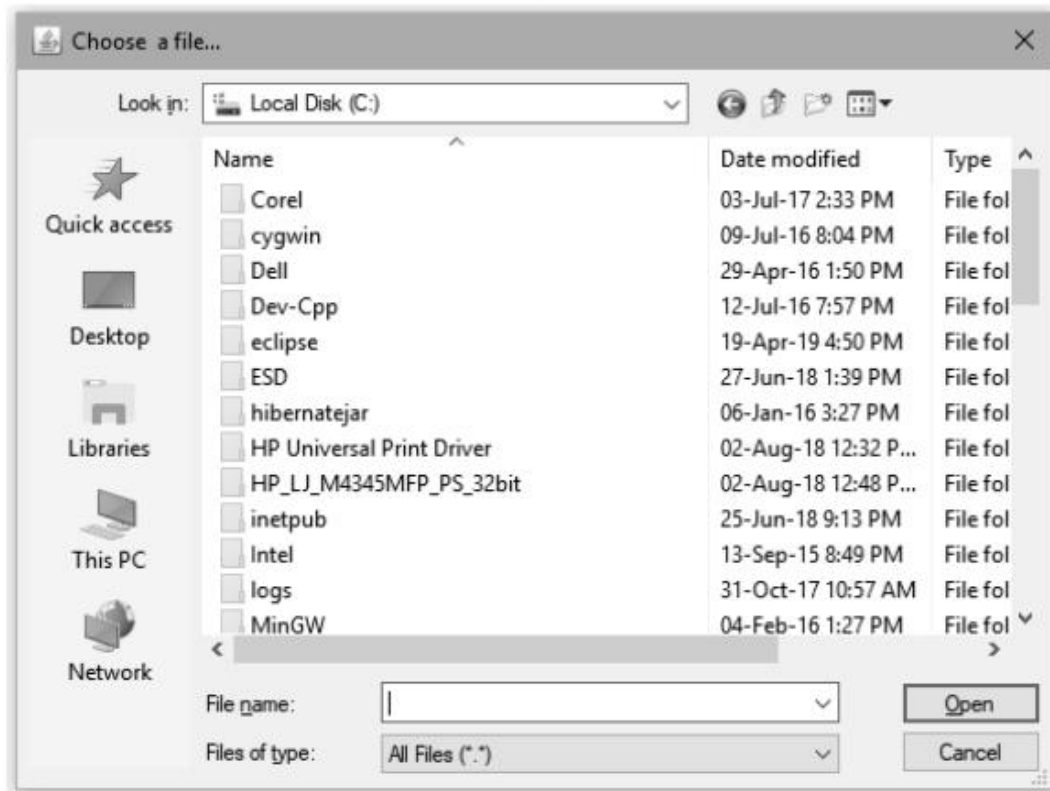 Choose a file...
Look in: Local Disk (C:)
Name Date modified Type
Corel 03-Jul-17 2:33 PM File fol
cygwin 09-Jul-16 8:04 PM File fol
Dell 29-Apr-16 1:50 PM File fol
Dev-Cpp 12-Jul-16 7:57 PM File fol
eclipse 19-Apr-19 4:50 PM File fol
ESD 27-Jun-18 1:39 PM File fol
hibernatejar 06-Jan-16 3:27 PM File fol
HP Universal Print Driver 02-Aug-18 12:32 P... File fol
HP_LJ_M4345MFP_PS_32bit 02-Aug-18 12:48 P... File fol
inetpub 25-Jun-18 9:13 PM File fol
Intel 13-Sep-15 8:49 PM File fol
logs 31-Oct-17 10:57 AM File fol
MinGW 04-Feb-16 1:27 PM File fol
Quick access
Desktop
Libraries
This PC
Network
File name: Open
Files of type: All Files (*.*) Cancel